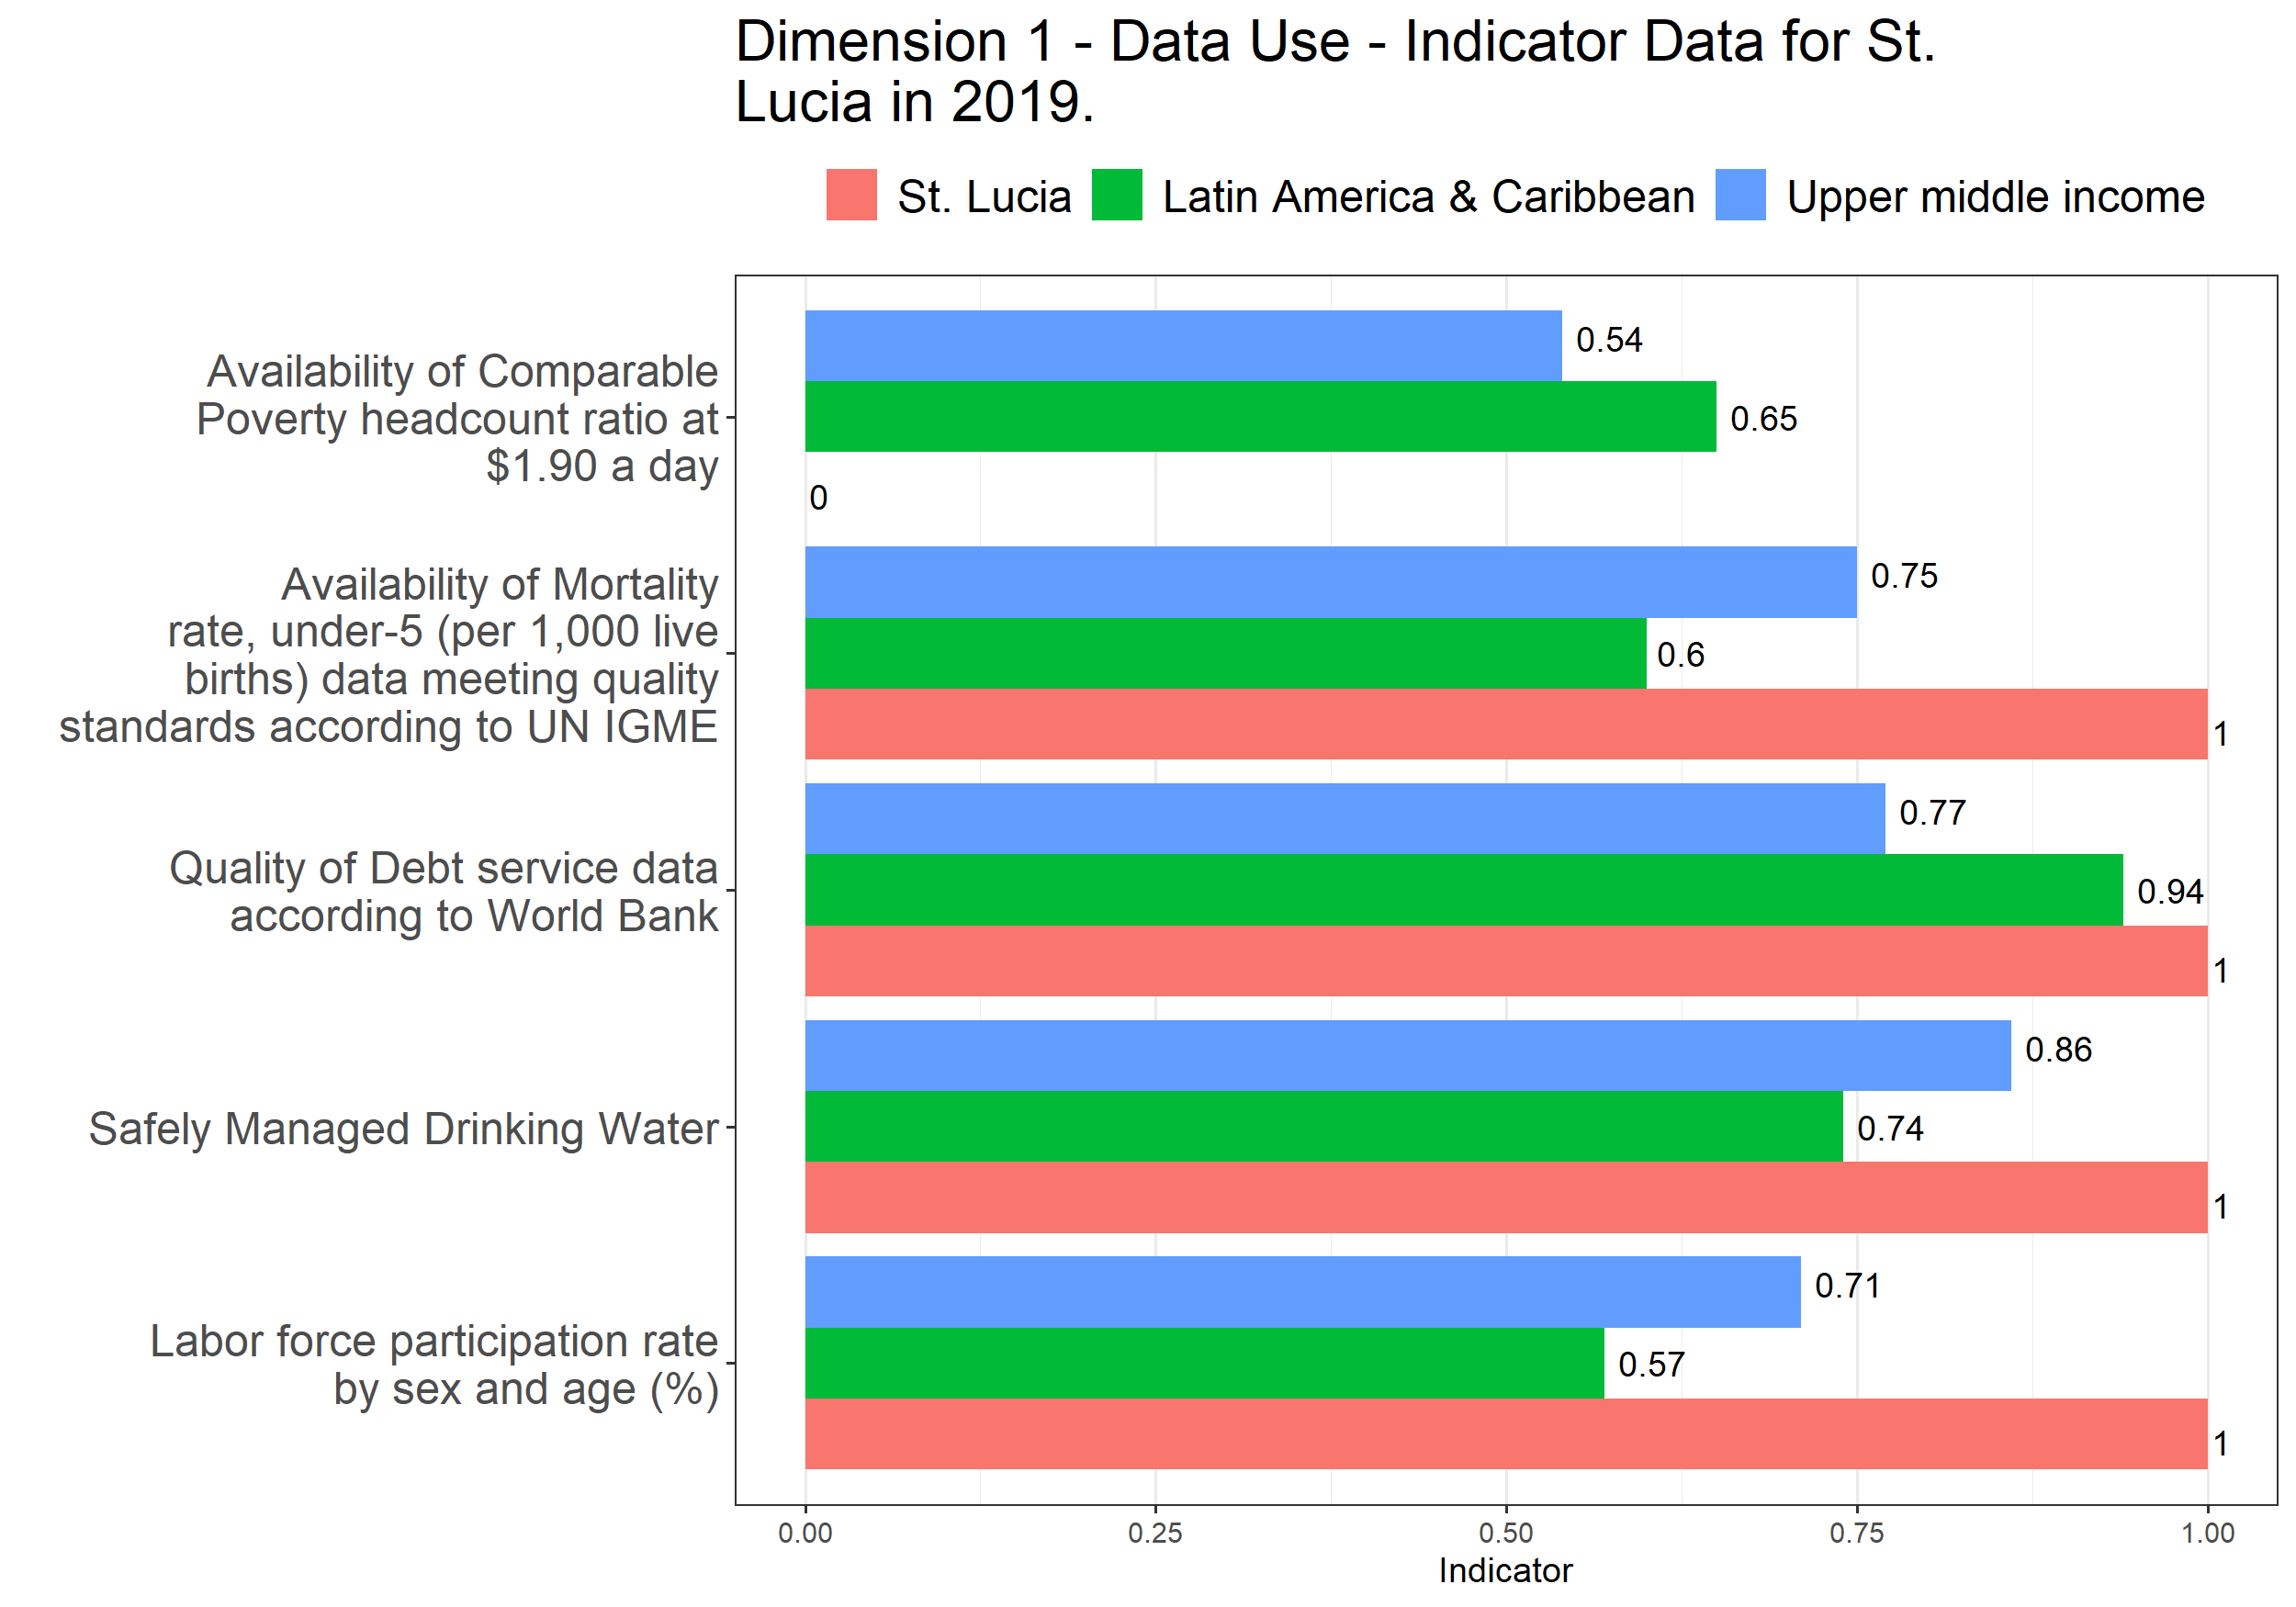 Dimension 1 - Data Use - Indicator Data for St.
Lucia in 2019.
St. Lucia
Latin America & Caribbean
Upper middle income
Availability of Comparable
Poverty headcount ratio at
$1.90 a day
0.54
0.65
0
Availability of Mortality
rate, under-5 (per 1,000 live
births) data meeting quality
standards according to UN IGME
0.75
0.6
1
Quality of Debt service data
according to World Bank
0.77
0.94
1
Safely Managed Drinking Water
0.86
0.74
1
Labor force participation rate
by sex and age (%)
0.71
0.57
1
0.00
0.25
0.50
0.75
1.00
Indicator